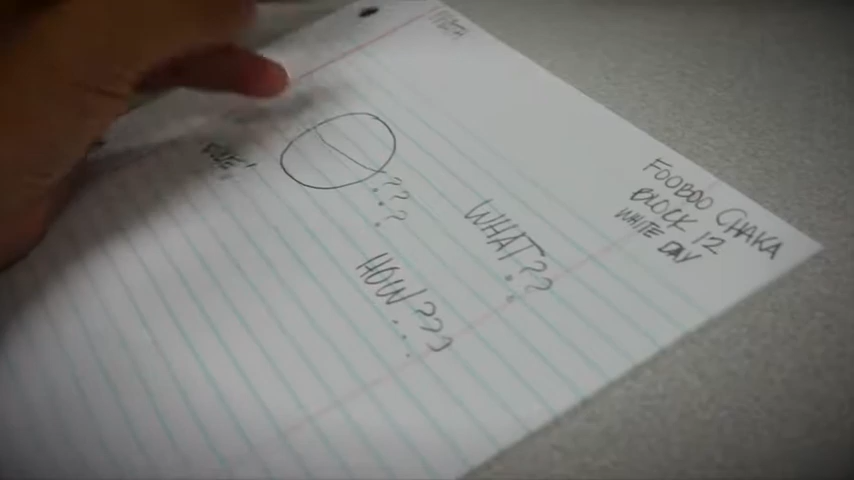 FOOBOO CHAKA
BLOCK 12
WHITE DAY
???
WHAT??
HOW???